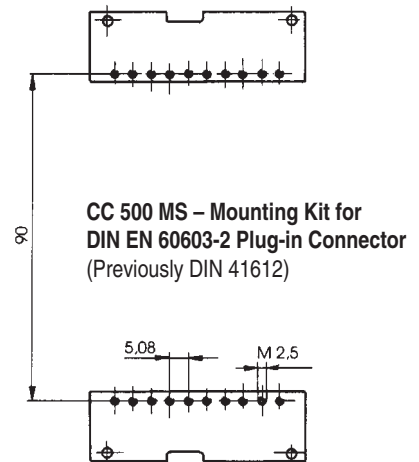 90
CC 500 MS – Mounting Kit for
DIN EN 60603-2 Plug-in Connector
(Previously DIN 41612)
5,08
M 2,5